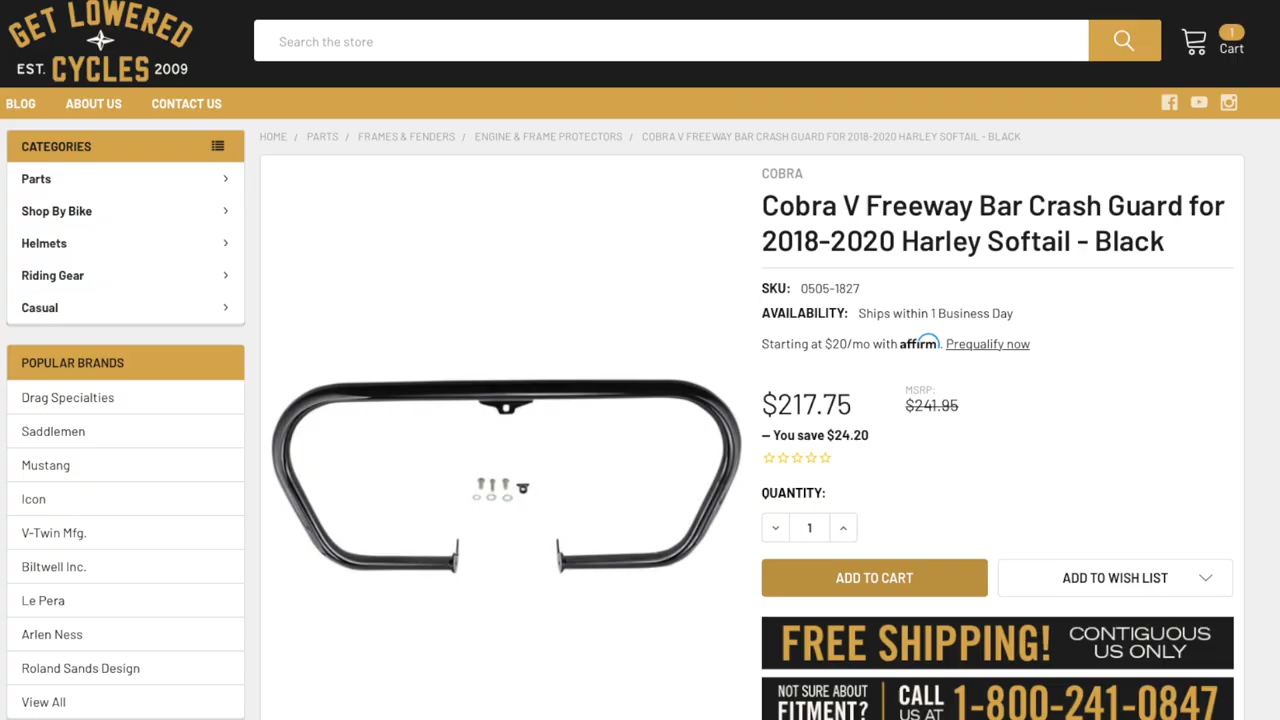 GET LOWERED
EST. CYCLES 2009
Search the store
1
Cart
BLOG
ABOUT US
CONTACT US
CATEGORIES
Parts
Shop By Bike
Helmets
Riding Gear
Casual
POPULAR BRANDS
Drag Specialties
Saddlemen
Mustang
Icon
V-Twin Mfg.
Biltwell Inc.
Le Pera
Arlen Ness
Roland Sands Design
View All
HOME / PARTS / FRAMES & FENDERS / ENGINE & FRAME PROTECTORS / COBRA V FREEWAY BAR CRASH GUARD FOR 2018-2020 HARLEY SOFTAIL - BLACK
COBRA
Cobra V Freeway Bar Crash Guard for
2018-2020 Harley Softail - Black
SKU: 0505-1827
AVAILABILITY: Ships within 1 Business Day
Starting at $20/mo with affirm. Prequalify now
MSRP:
$217.75 $241.95
— You save $24.20
QUANTITY:
1
ADD TO CART
ADD TO WISH LIST
FREE SHIPPING! CONTIGUOUS
US ONLY
NOT SURE ABOUT
FITMENT?
CALL
US AT
1-800-241-0847